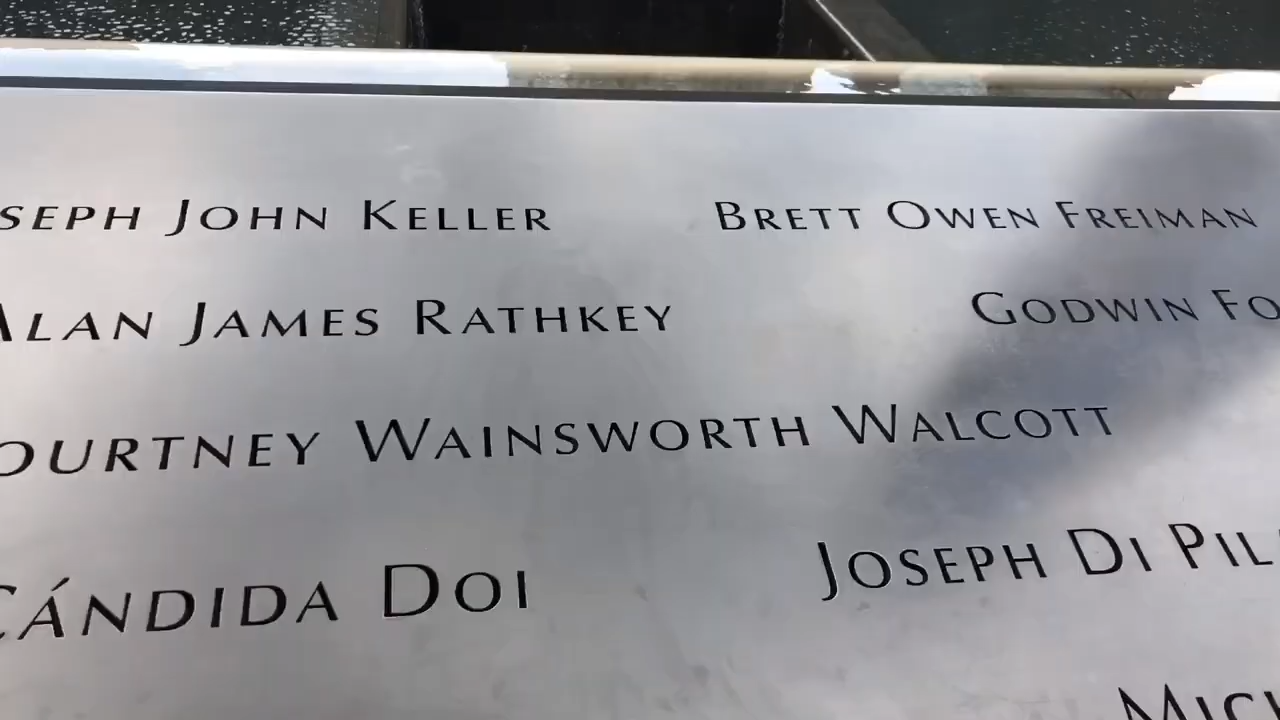 SEPH JOHN KELLER BRETT OWEN FREIMAN
ALAN JAMES RATHKEY GODWIN FO
OURTNEY WAINSWORTH WALCOTT
CÁNDIDA DOI JOSEPH DI PIL
MICH